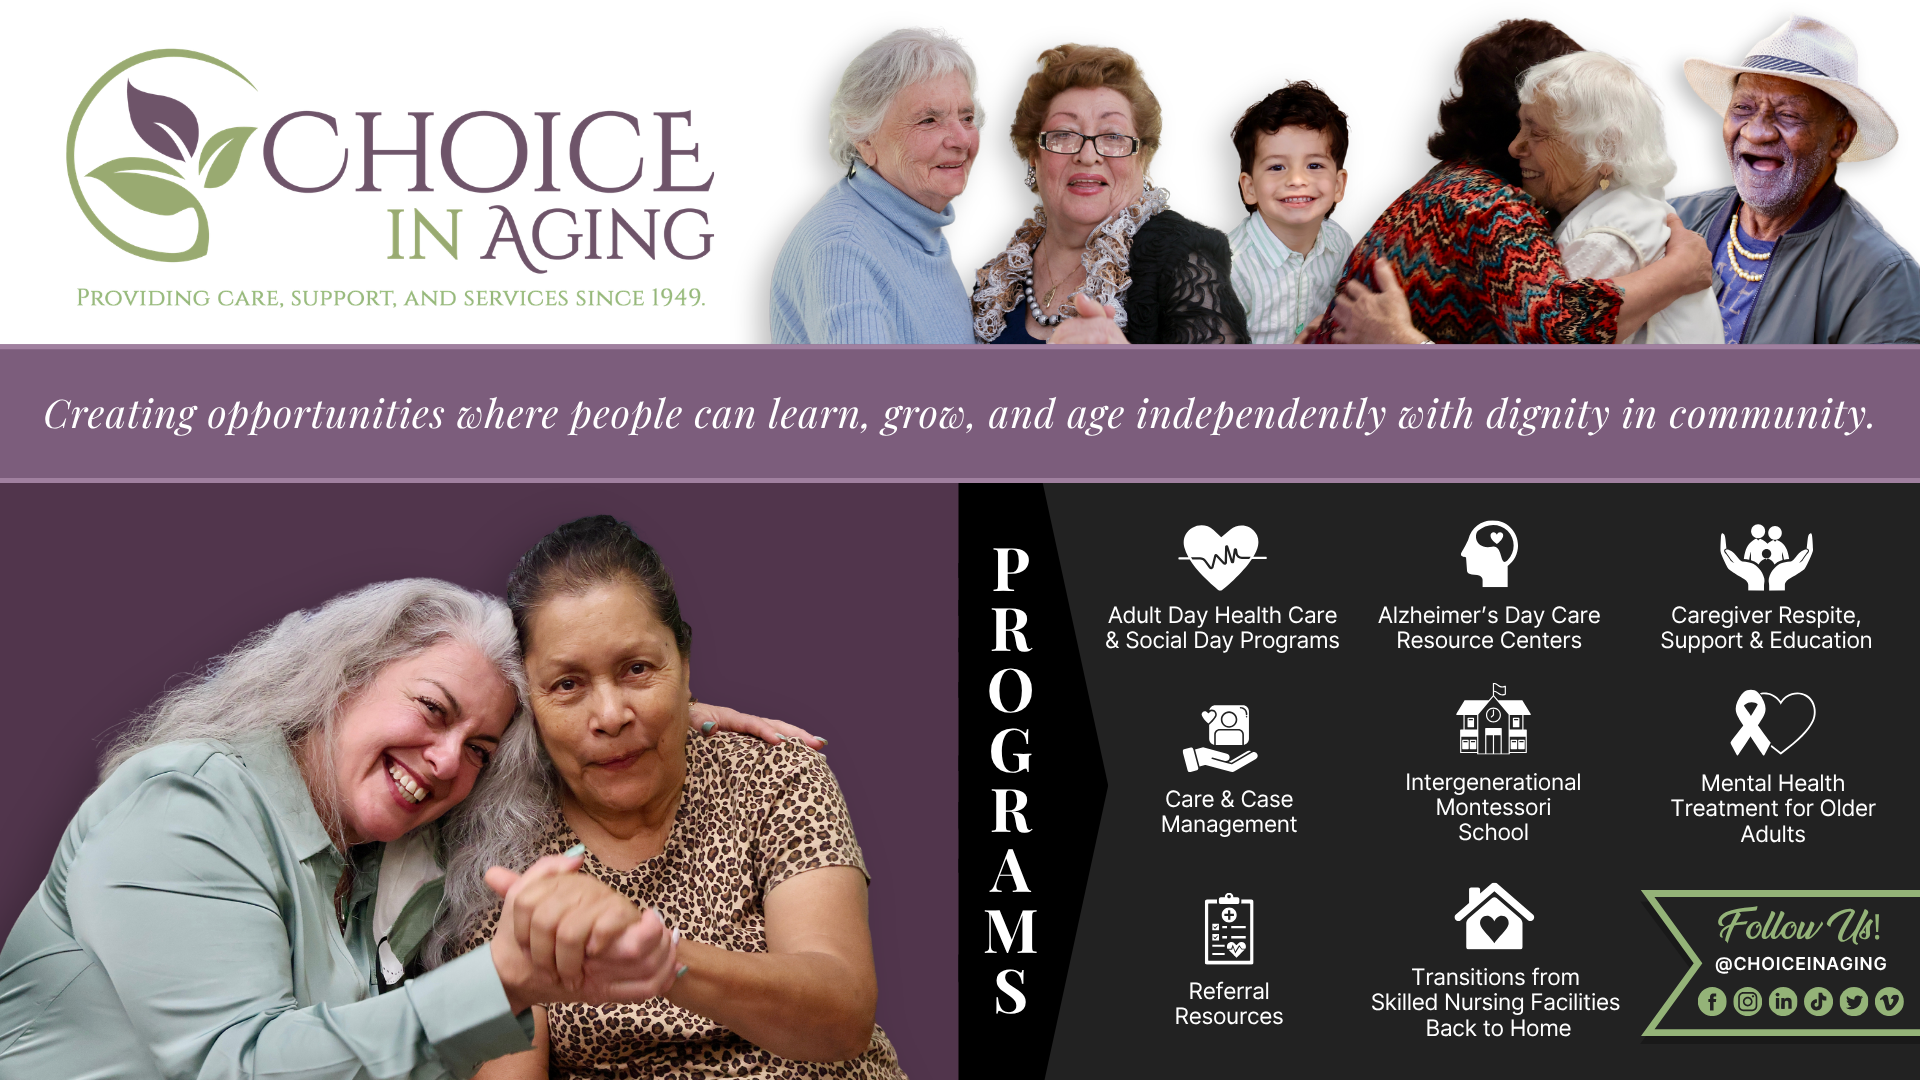 CHOICE
IN AGING
PROVIDING CARE, SUPPORT, AND SERVICES SINCE 1949.
Creating opportunities where people can learn, grow, and age independently with dignity in community.
PROGRAMS
Adult Day Health Care
& Social Day Programs
Alzheimer’s Day Care
Resource Centers
Caregiver Respite,
Support & Education
Care & Case
Management
Intergenerational
Montessori
School
Mental Health
Treatment for Older
Adults
Referral
Resources
Transitions from
Skilled Nursing Facilities
Back to Home
Follow Us!
@CHOICEINAGING